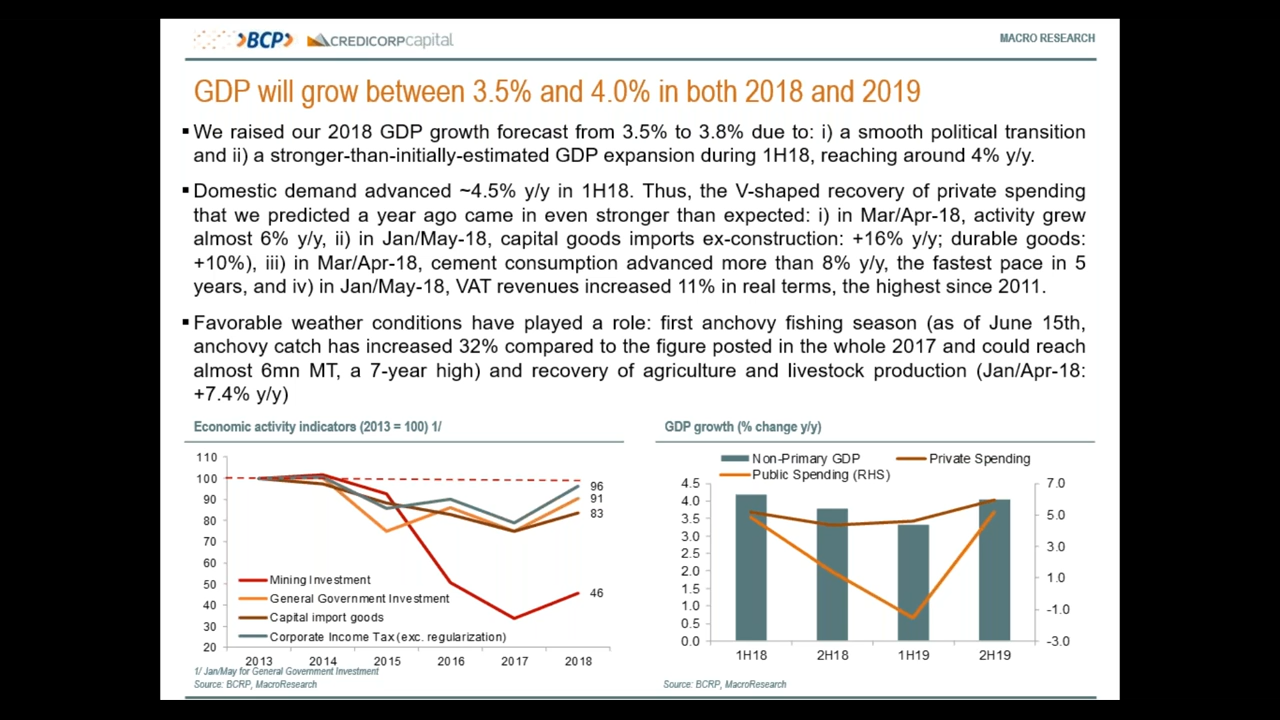 BCP
CREDICORPcapital
MACRO RESEARCH
GDP will grow between 3.5% and 4.0% in both 2018 and 2019
▪ We raised our 2018 GDP growth forecast from 3.5% to 3.8% due to: i) a smooth political transition
and ii) a stronger-than-initially-estimated GDP expansion during 1H18, reaching around 4% y/y.
▪ Domestic demand advanced ~4.5% y/y in 1H18. Thus, the V-shaped recovery of private spending
that we predicted a year ago came in even stronger than expected: i) in Mar/Apr-18, activity grew
almost 6% y/y, ii) in Jan/May-18, capital goods imports ex-construction: +16% y/y; durable goods:
+10%), iii) in Mar/Apr-18, cement consumption advanced more than 8% y/y, the fastest pace in 5
years, and iv) in Jan/May-18, VAT revenues increased 11% in real terms, the highest since 2011.
▪ Favorable weather conditions have played a role: first anchovy fishing season (as of June 15th,
anchovy catch has increased 32% compared to the figure posted in the whole 2017 and could reach
almost 6mn MT, a 7-year high) and recovery of agriculture and livestock production (Jan/Apr-18:
+7.4% y/y)
Economic activity indicators (2013 = 100) 1/
110
100
90
80
70
60
50
40
30
20
96
91
83
46
Mining Investment
General Government Investment
Capital import goods
Corporate Income Tax (exc. regularization)
2013 2014 2015 2016 2017 2018
1/ Jan/May for General Government Investment
Source: BCRP, MacroResearch
GDP growth (% change y/y)
Non-Primary GDP
Private Spending
Public Spending (RHS)
4.5
4.0
3.5
3.0
2.5
2.0
1.5
1.0
0.5
0.0
7.0
5.0
3.0
1.0
-1.0
-3.0
1H18 2H18 1H19 2H19
Source: BCRP, MacroResearch